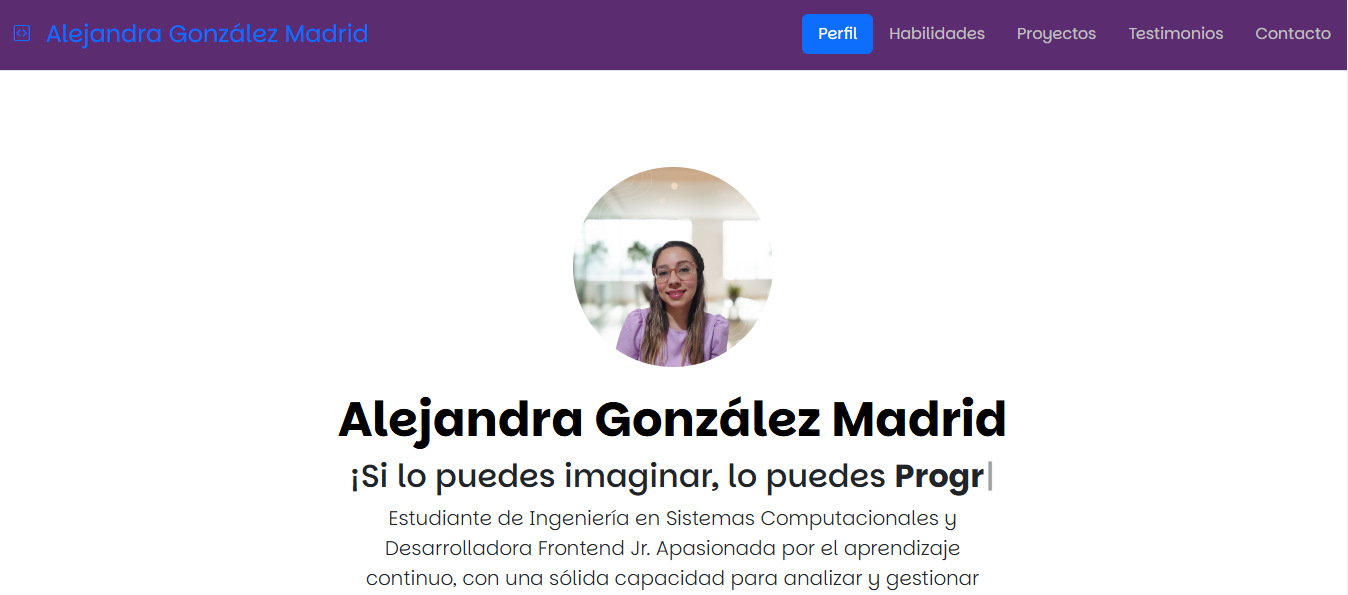 Alejandra González Madrid
Perfil Habilidades Proyectos Testimonios Contacto
Alejandra González Madrid
¡Si lo puedes imaginar, lo puedes Progr|
Estudiante de Ingeniería en Sistemas Computacionales y
Desarrolladora Frontend Jr. Apasionada por el aprendizaje
continuo, con una sólida capacidad para analizar y gestionar